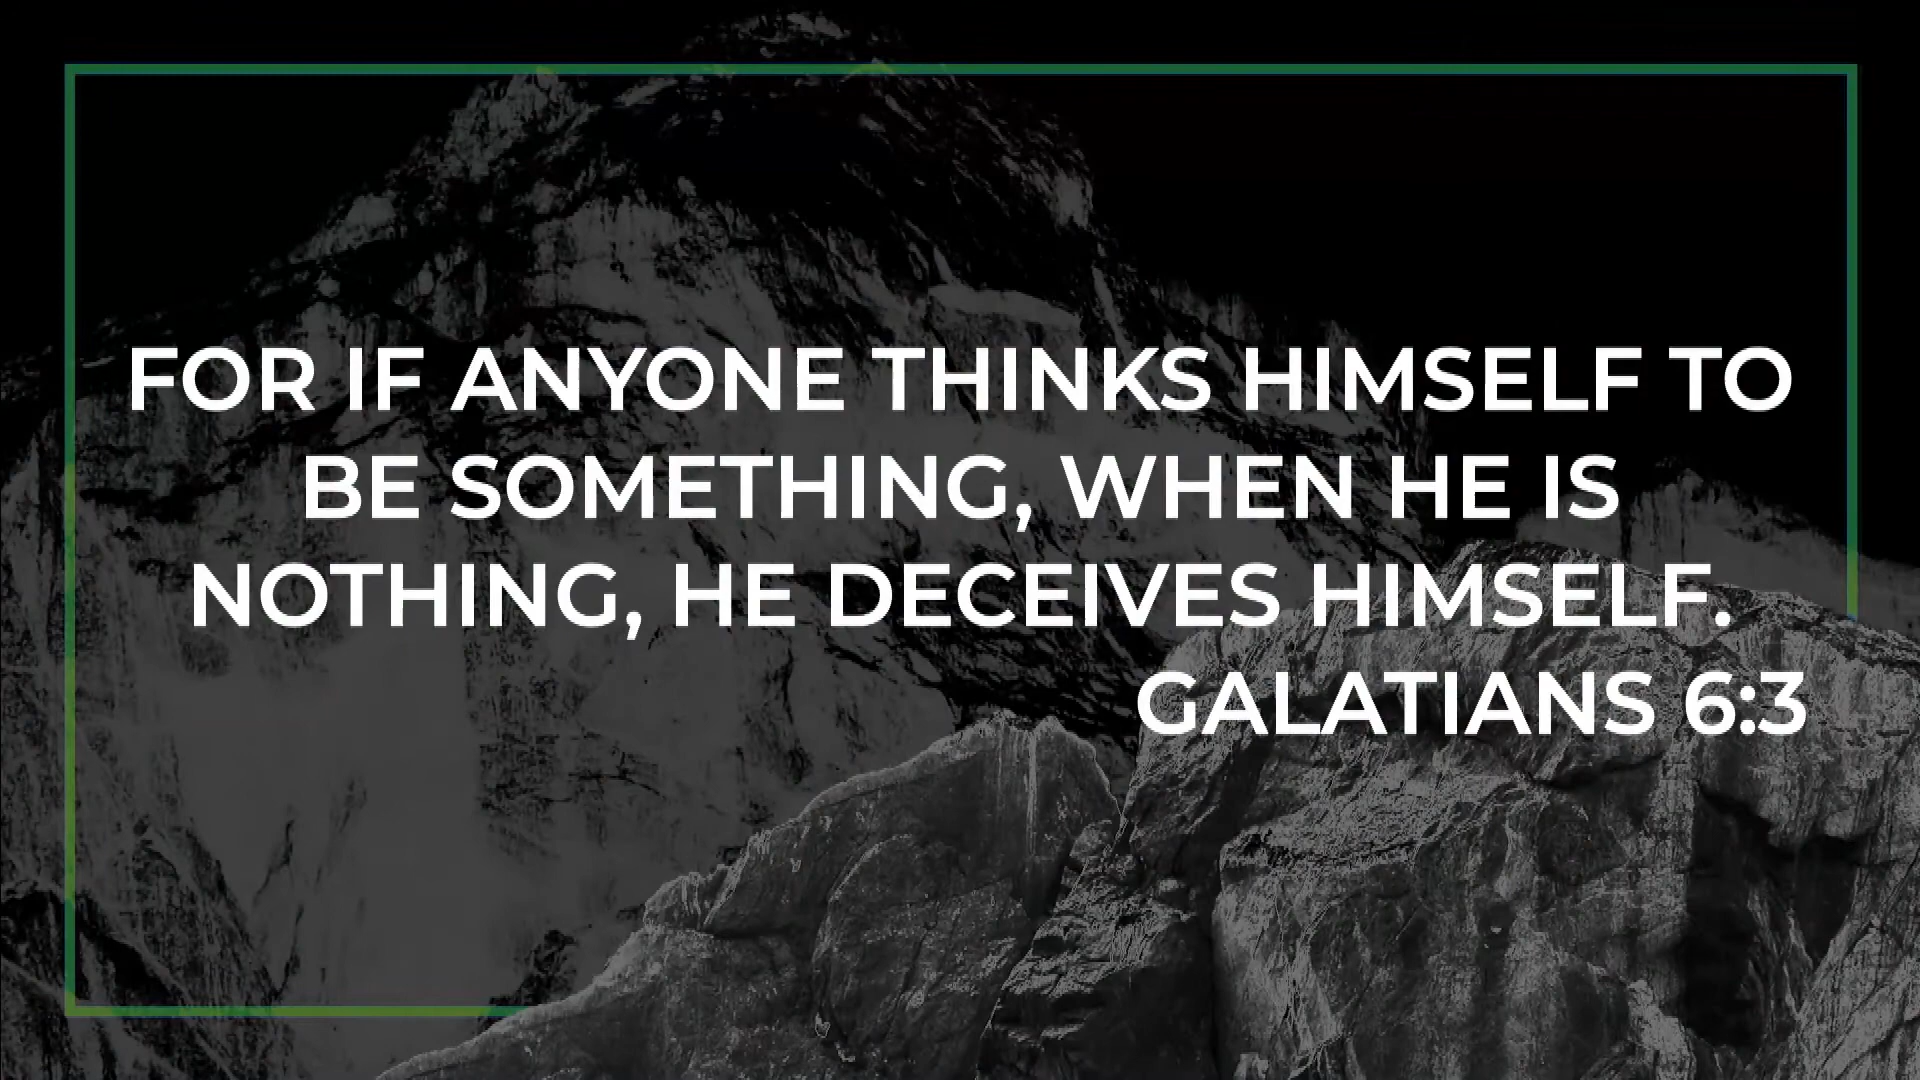 FOR IF ANYONE THINKS HIMSELF TO
BE SOMETHING, WHEN HE IS
NOTHING, HE DECEIVES HIMSELF.
GALATIANS 6:3